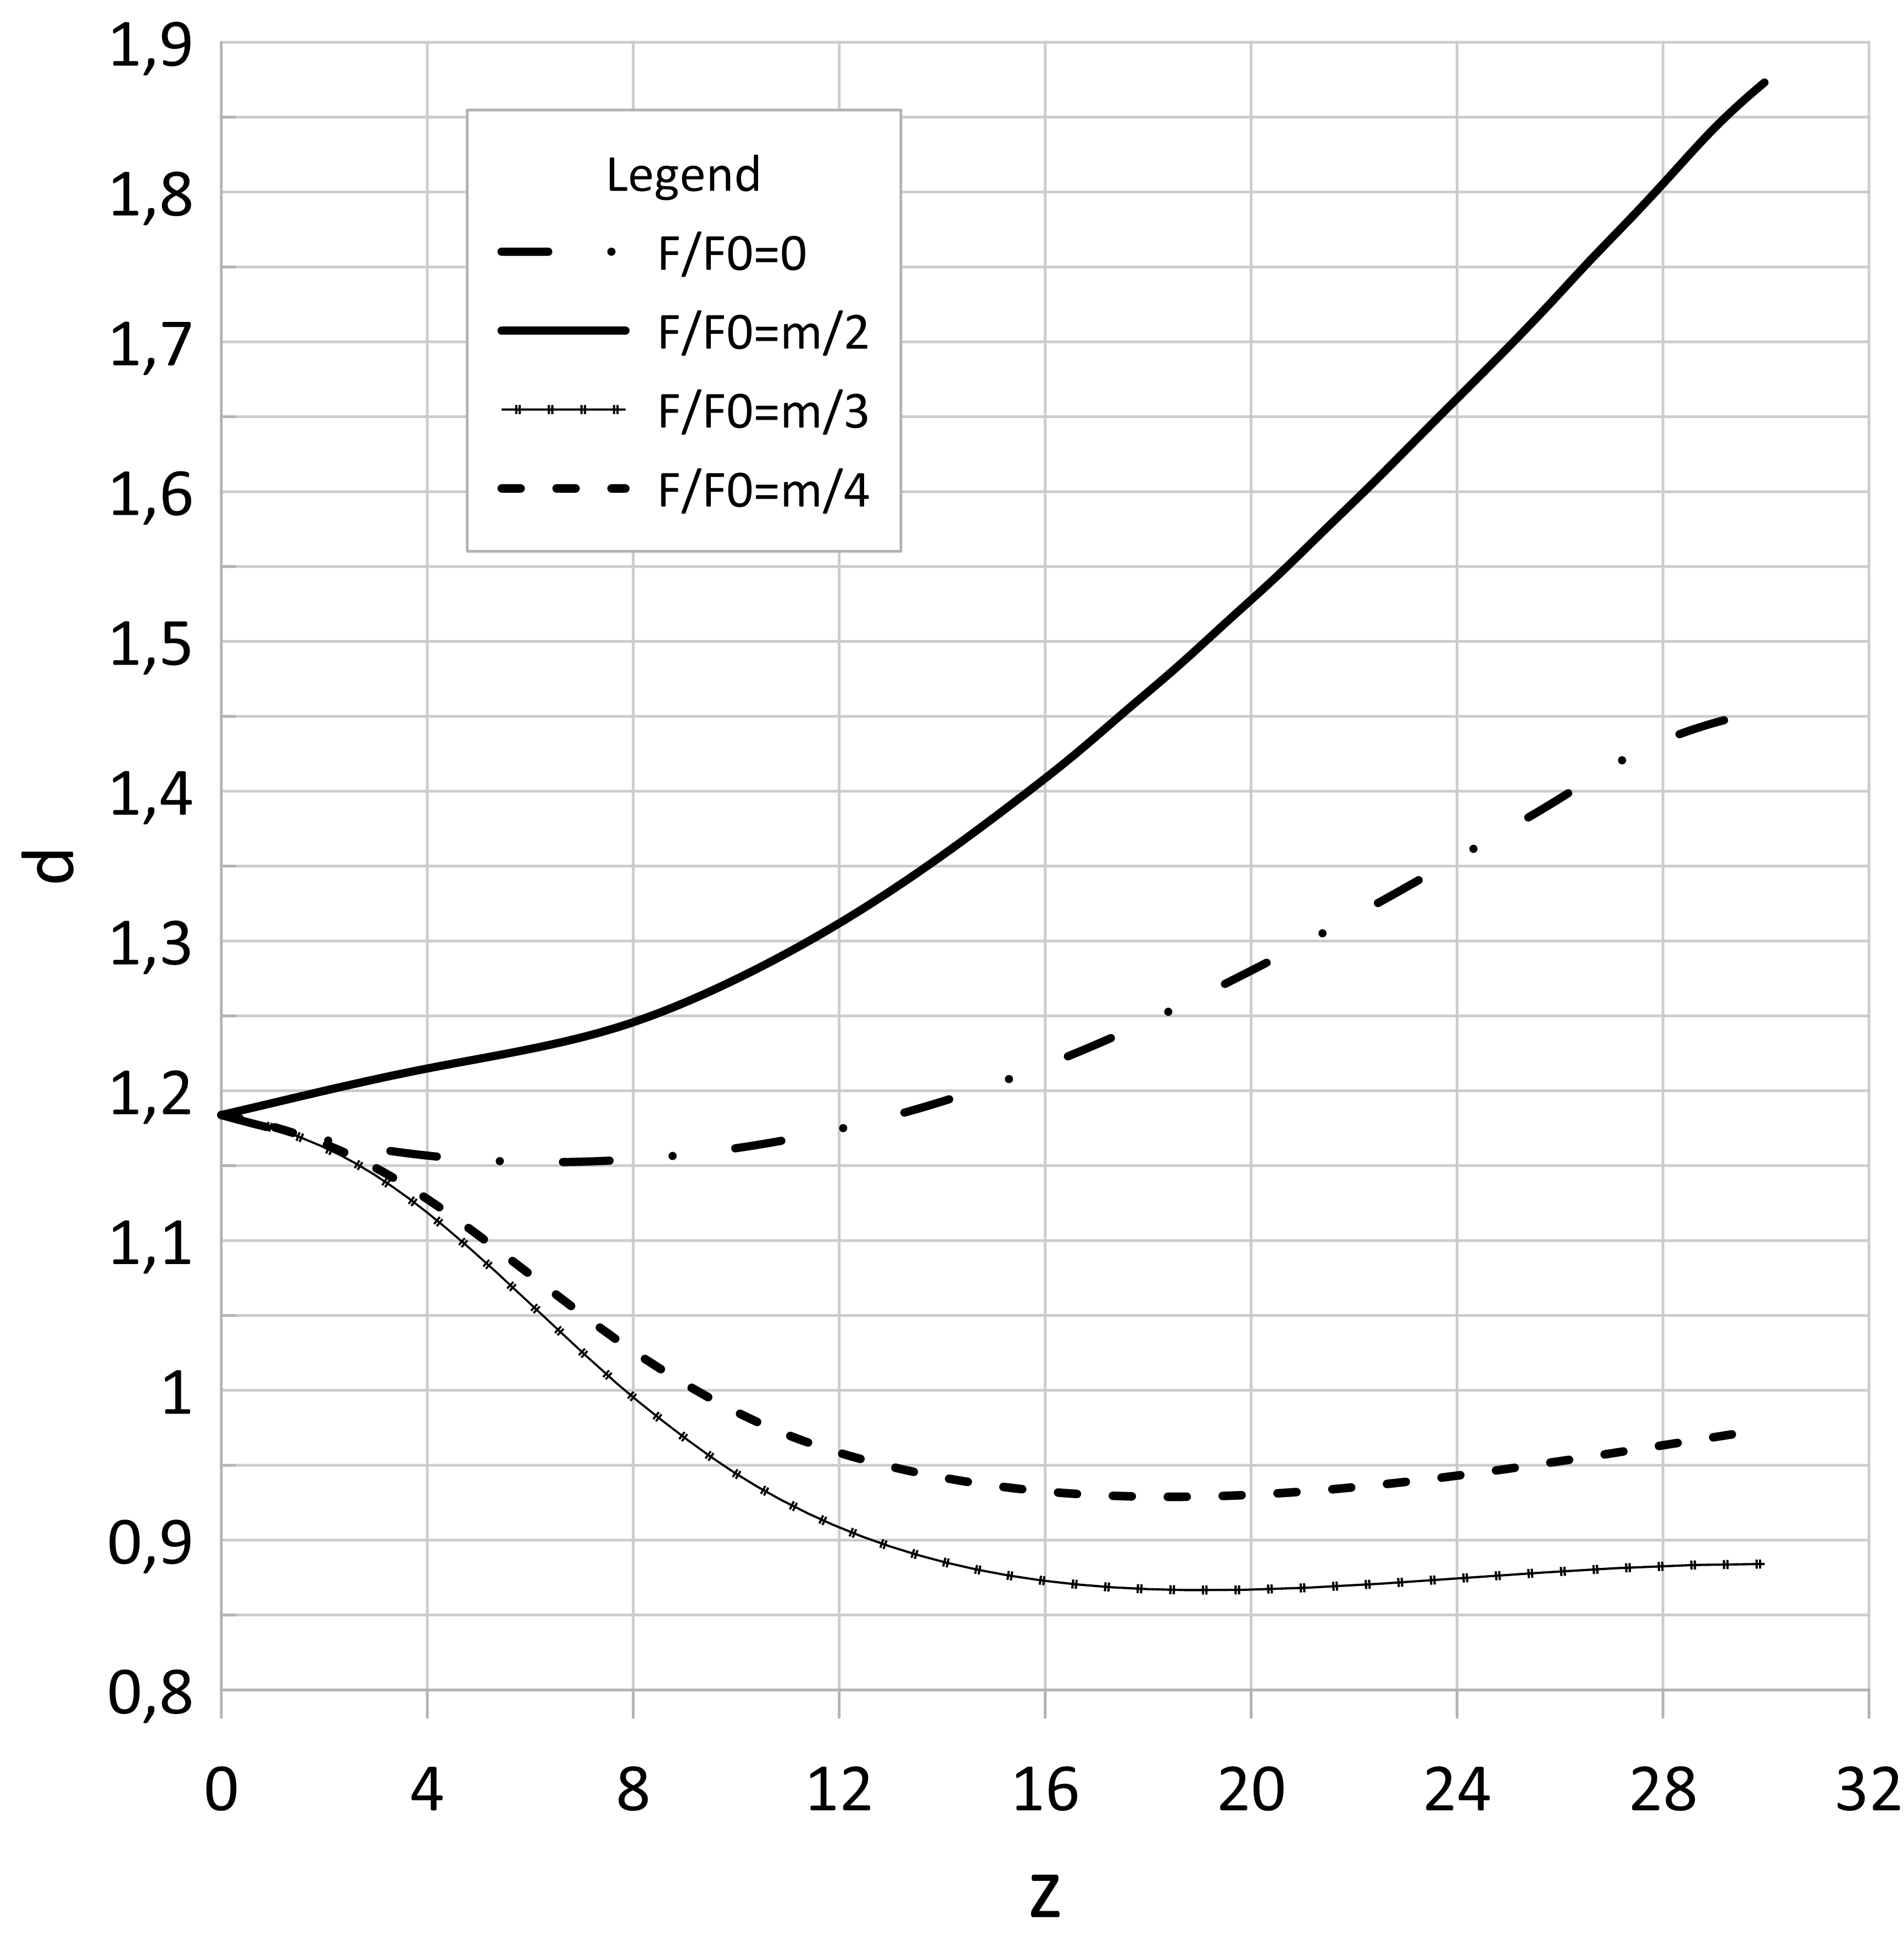 1,9
1,8
1,7
1,6
1,5
1,4
1,3
1,2
1,1
1
0,9
0,8
d
Legend
F/F0=0
F/F0=m/2
F/F0=m/3
F/F0=m/4
0 4 8 12 16 20 24 28 32
z